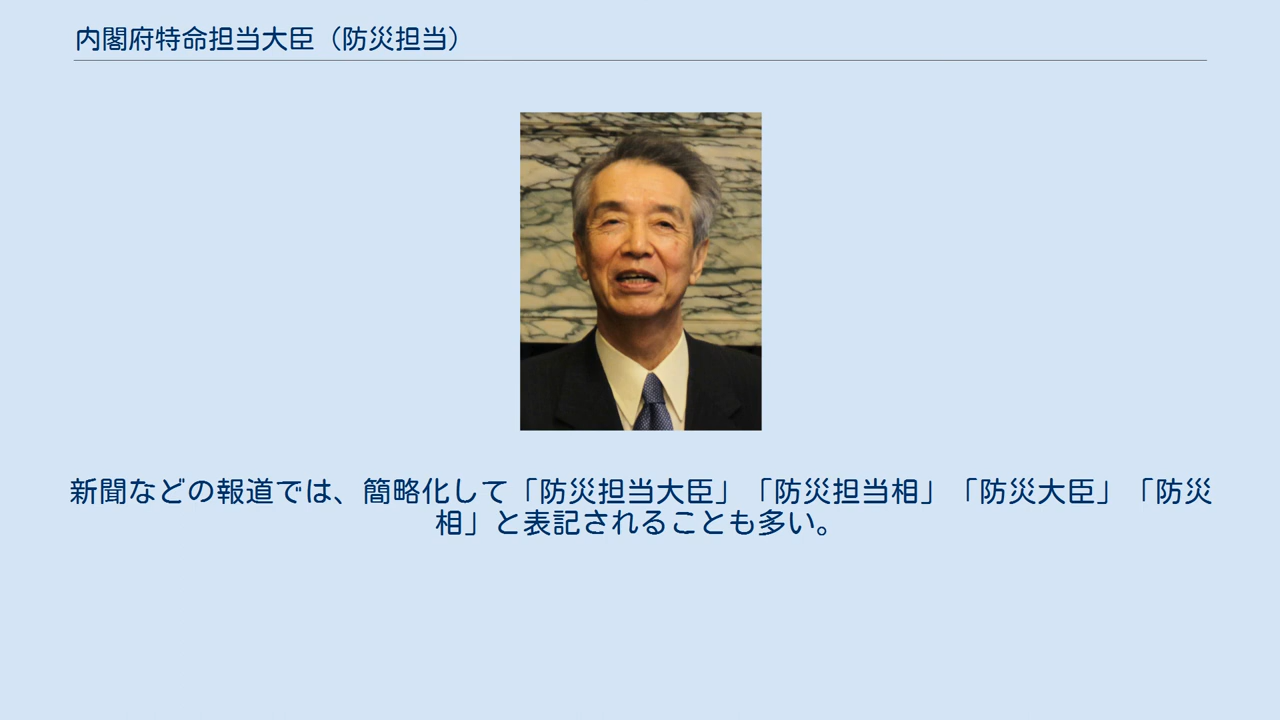 内閣府特命担当大臣（防災担当）
新聞などの報道では、簡略化して「防災担当大臣」「防災担当相」「防災大臣」「防災
相」と表記されることも多い。